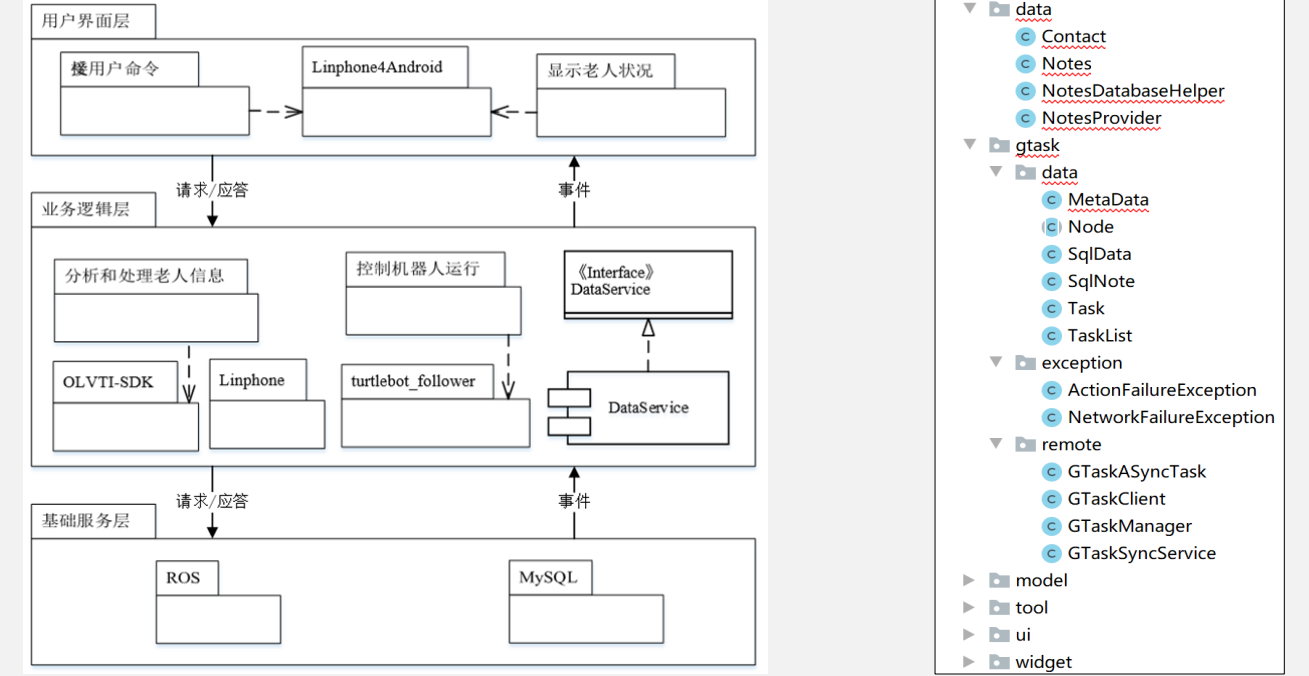 用户界面层
接用户命令
Linphone4Android
显示老人状况
请求/应答
事件
业务逻辑层
分析和处理老人信息
控制机器人运行
《Interface》
DataService
OLVTI-SDK
Linphone
turtlebot_follower
DataService
请求/应答
事件
基础服务层
ROS
MySQL
data
Contact
Notes
NotesDatabaseHelper
NotesProvider
gtask
data
MetaData
Node
SqlData
SqlNote
Task
TaskList
exception
ActionFailureException
NetworkFailureException
remote
GTaskASyncTask
GTaskClient
GTaskManager
GTaskSyncService
model
tool
ui
widget